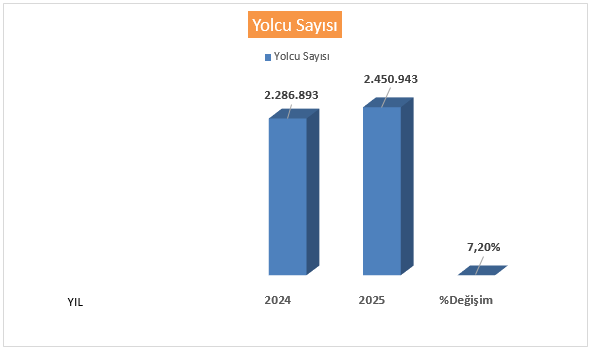 Yolcu Sayısı
Yolcu Sayısı
2.286.893
2.450.943
7,20%
YIL
2024
2025
%Değişim